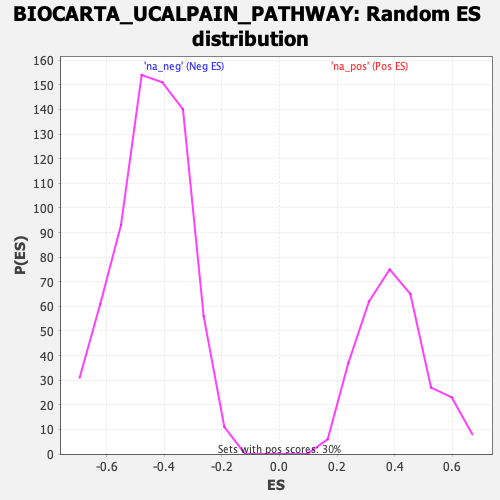 BIOCARTA_UCALPAIN_PATHWAY: Random ES
distribution
'na_neg' (Neg ES)
'na_pos' (Pos ES)
160
150
140
130
120
110
100
90
80
70
60
50
40
30
20
10
0
P(ES)
Sets with pos scores: 30%
-0.6 -0.4 -0.2 0.0 0.2 0.4 0.6
ES